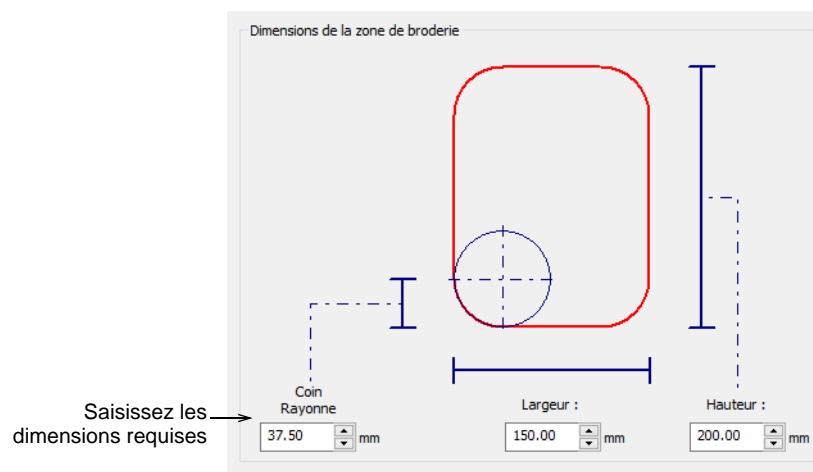 Dimensions de la zone de broderie
Coin
Rayonne
Largeur :
Hauteur :
Saisissez les
dimensions requises
37.50 mm
150.00 mm
200.00 mm